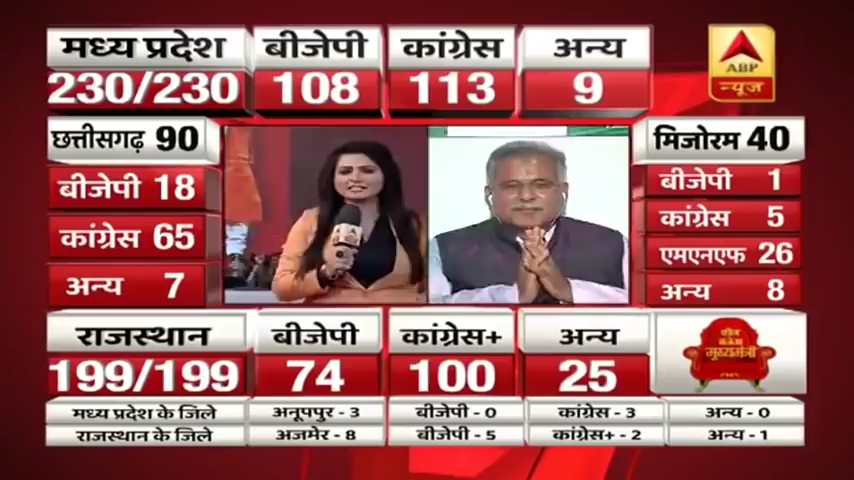 मध्य प्रदेश बीजेपी कांग्रेस अन्य
230/230 108 113 9
ABP
न्यूज़
छत्तीसगढ़ 90
बीजेपी 18
कांग्रेस 65
अन्य 7
मिजोरम 40
बीजेपी 1
कांग्रेस 5
एमएनएफ 26
अन्य 8
राजस्थान बीजेपी कांग्रेस+ अन्य
199/199 74 100 25
कौन
बनेगा
मुख्यमंत्री
मध्य प्रदेश के जिले अनूपपुर - 3 बीजेपी - 0 कांग्रेस - 3 अन्य - 0
राजस्थान के जिले अजमेर - 8 बीजेपी - 5 कांग्रेस+ - 2 अन्य - 1